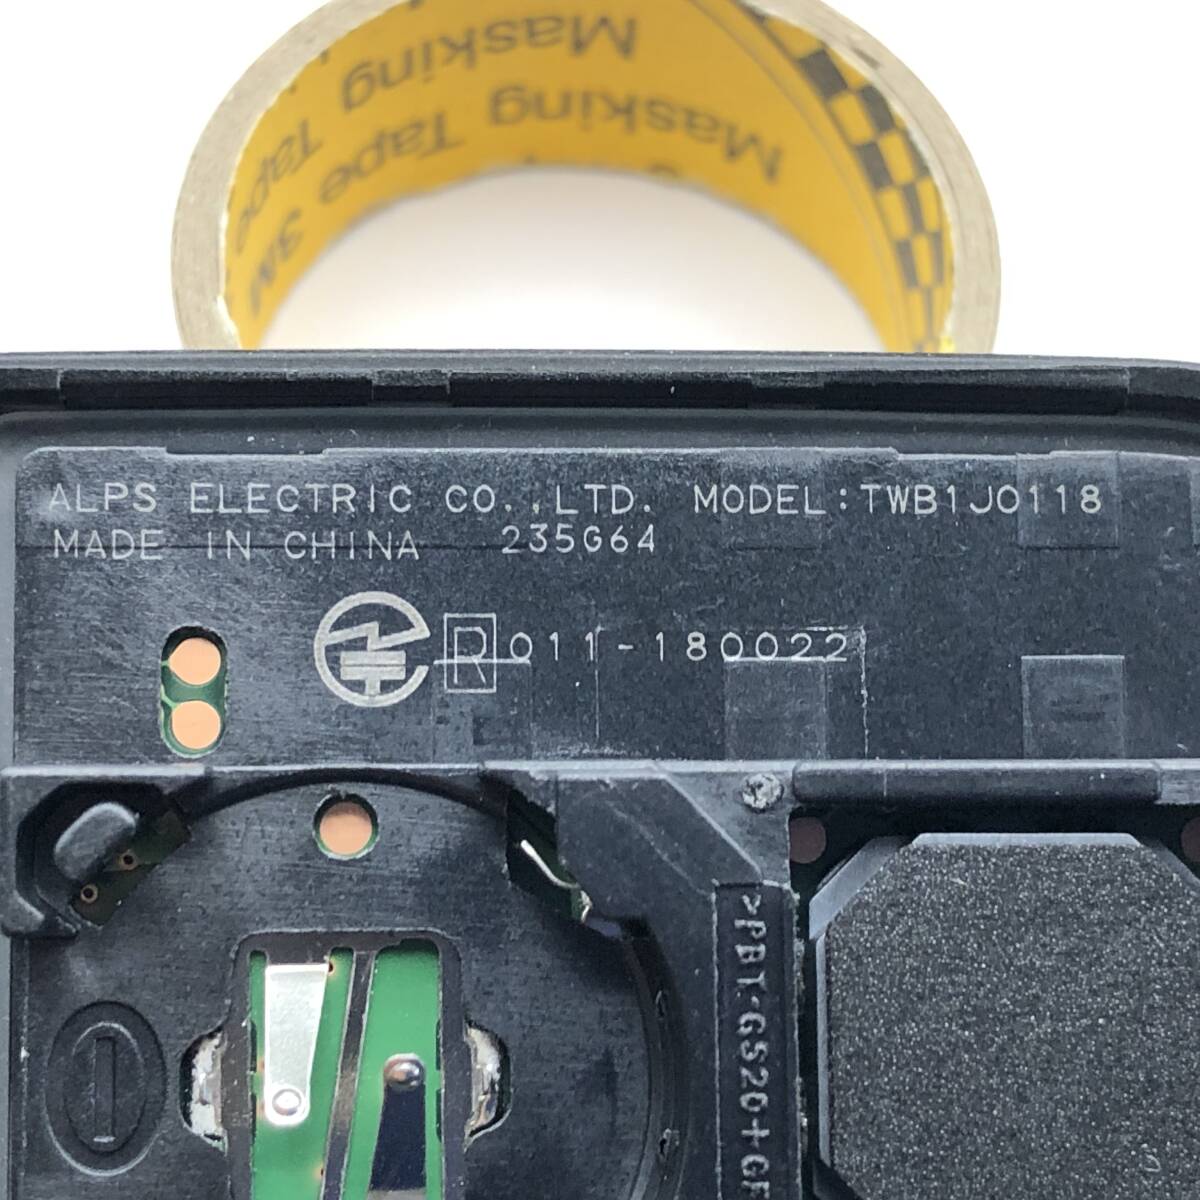 Masking
Masking Tape
Tape 3M
ALPS ELECTRIC CO.,LTD. MODEL:TWB1J0118
MADE IN CHINA 235G64
R 011-180022
>PBT-GS20+GF